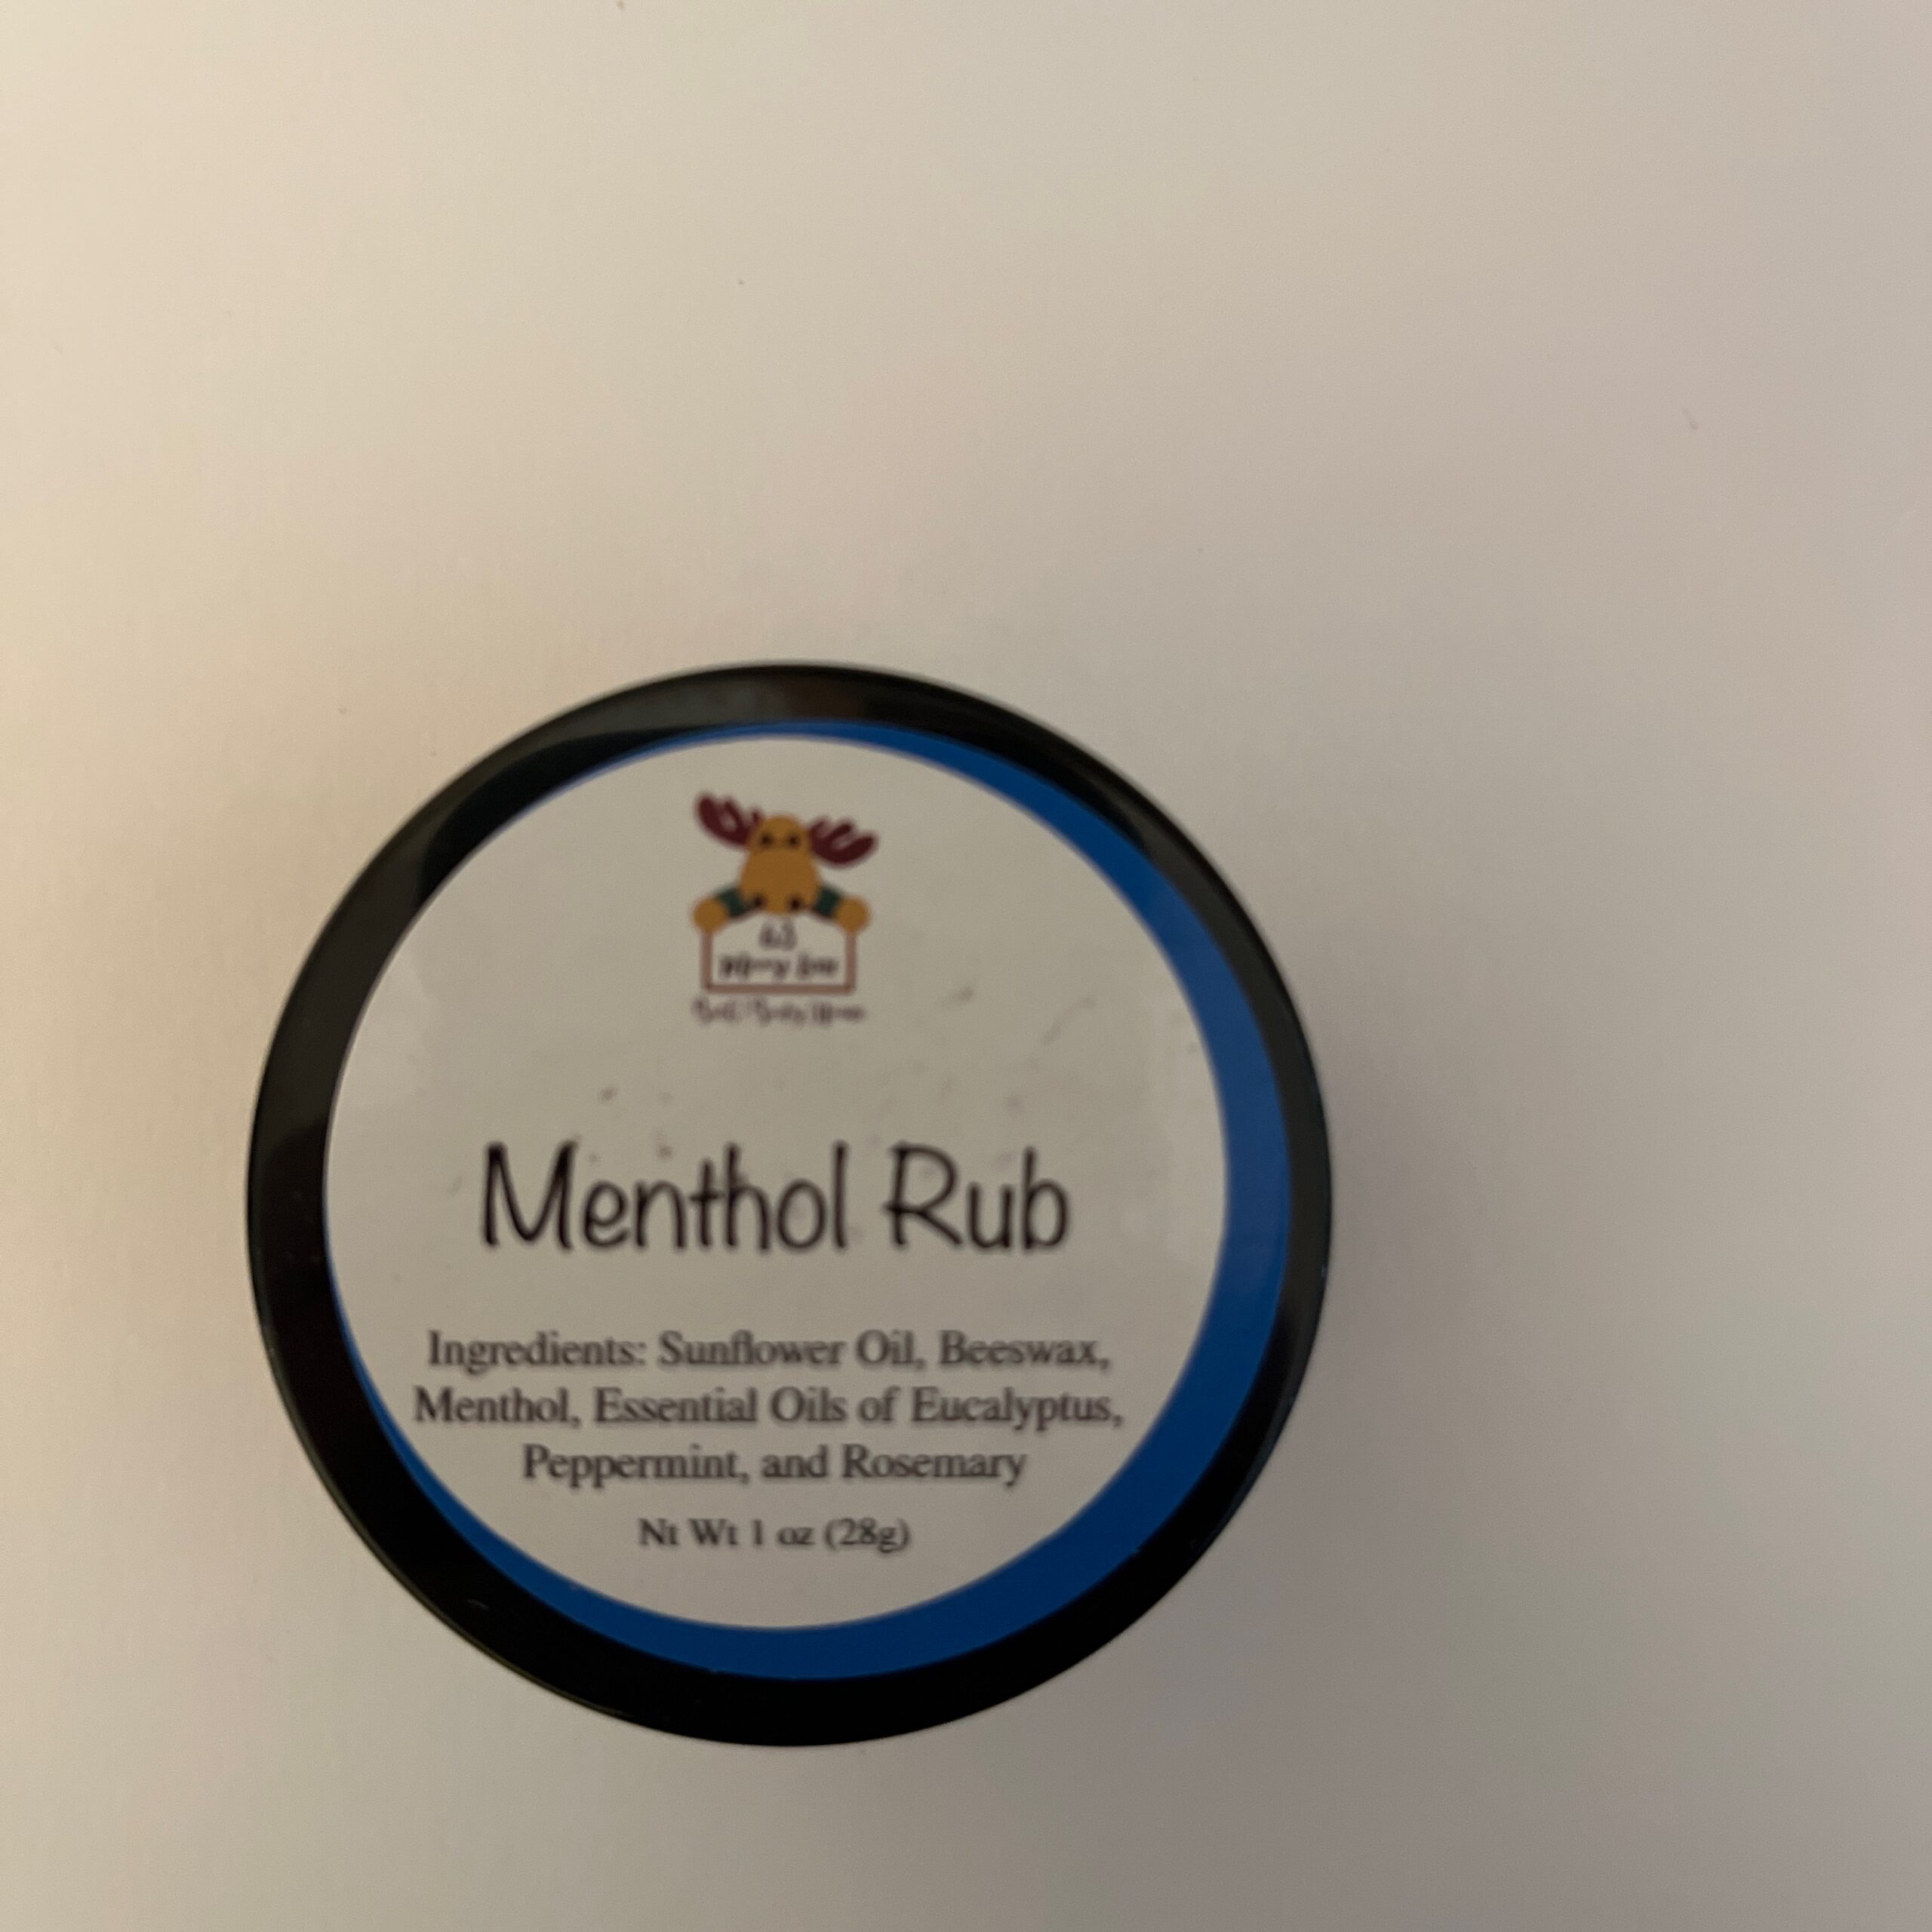 Menthol Rub
Ingredients: Sunflower Oil, Beeswax,
Menthol, Essential Oils of Eucalyptus,
Peppermint, and Rosemary
Nt Wt 1 oz (28g)